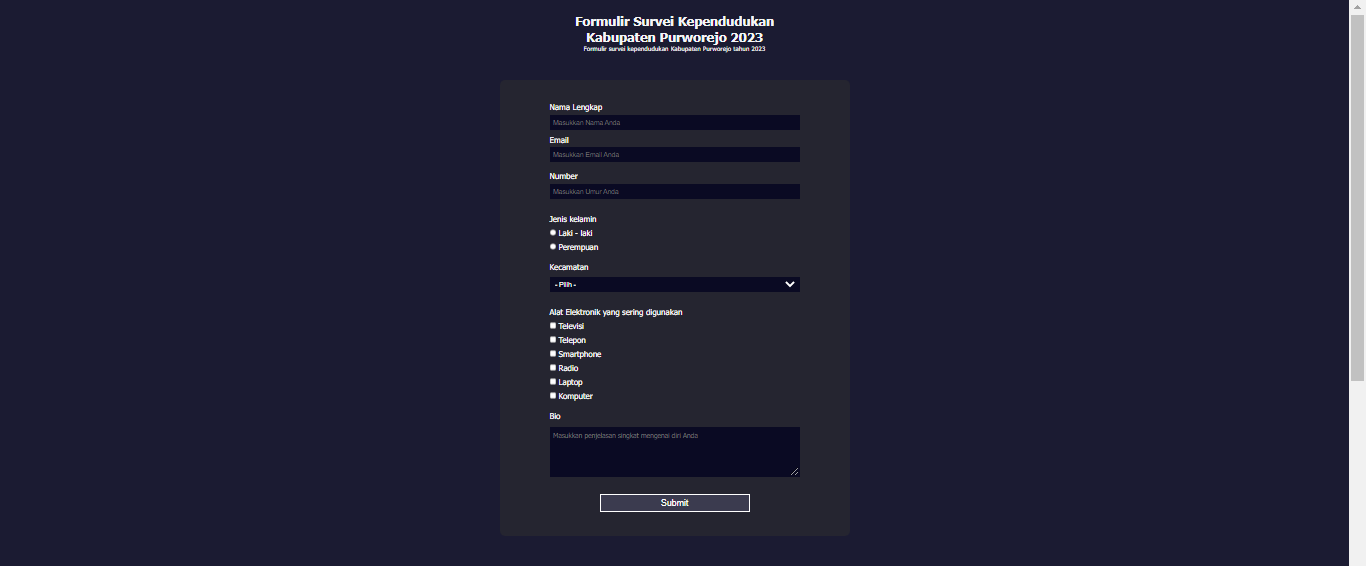 Formulir Survei Kependudukan
Kabupaten Purworejo 2023
Formulir survei kependudukan Kabupaten Purworejo tahun 2023
Nama Lengkap
Masukkan Nama Anda
Email
Masukkan Email Anda
Number
Masukkan Umur Anda
Jenis kelamin
Laki - laki
Perempuan
Kecamatan
- Pilih -
Alat Elektronik yang sering digunakan
Televisi
Telepon
Smartphone
Radio
Laptop
Komputer
Bio
Masukkan penjelasan singkat mengenai diri Anda
Submit